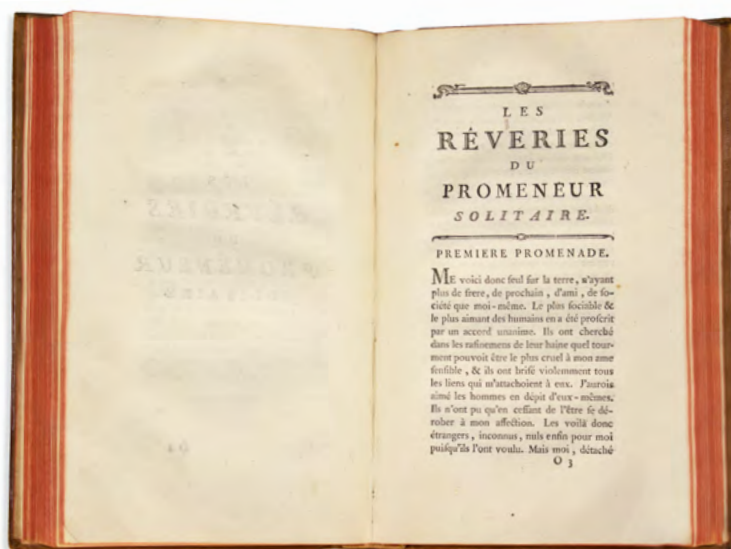 LES
RÉVERIES
DU
PROMENEUR
SOLITAIRE.
PREMIERE PROMENADE.
ME voici donc ſeul ſur la terre, n'ayant
plus de frere, de prochain, d'ami, de ſo-
ciété que moi-même. Le plus ſociable &
le plus aimant des humains en a été proſcrit
par un accord unanime. Ils ont cherché
dans les rafinemens de leur haine quel tour-
ment pouvoit être le plus cruel à mon ame
ſenſible, & ils ont briſé violemment tous
les liens qui m'attachoient à eux. J'aurois
aimé les hommes en dépit d'eux-mêmes.
Ils n'ont pu qu'en ceſſant de l'être ſe dé-
rober à mon affection. Les voilà donc
étrangers, inconnus, nuls enfin pour moi
puiſqu'ils l'ont voulu. Mais moi, détaché
O 3